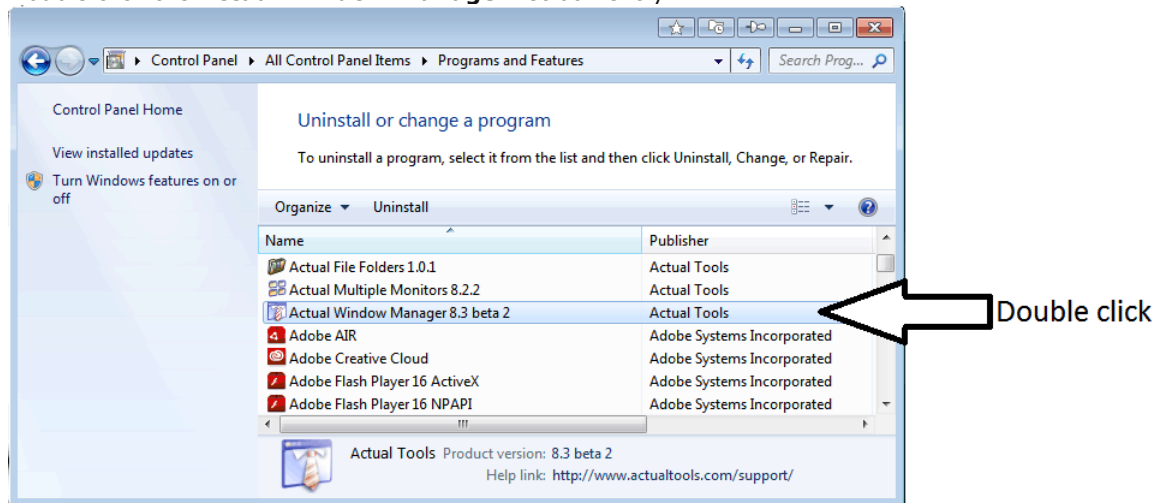 Control Panel All Control Panel Items Programs and Features Search Prog...
Control Panel Home
View installed updates
Turn Windows features on or
off
Uninstall or change a program
To uninstall a program, select it from the list and then click Uninstall, Change, or Repair.
Organize Uninstall
Name Publisher
Actual File Folders 1.0.1 Actual Tools
Actual Multiple Monitors 8.2.2 Actual Tools
Actual Window Manager 8.3 beta 2 Actual Tools
Adobe AIR Adobe Systems Incorporated
Adobe Creative Cloud Adobe Systems Incorporated
Adobe Flash Player 16 ActiveX Adobe Systems Incorporated
Adobe Flash Player 16 NPAPI Adobe Systems Incorporated
Double click
Actual Tools Product version: 8.3 beta 2
Help link: http://www.actualtools.com/support/